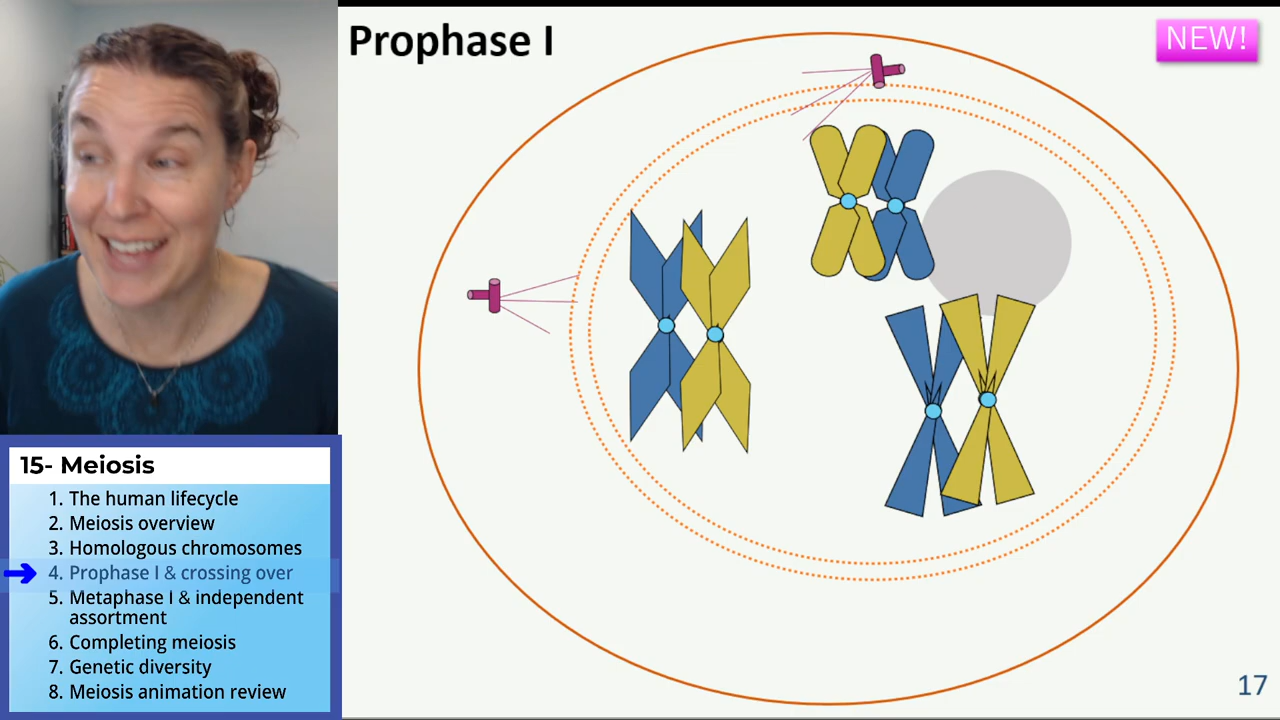 Prophase I
NEW!
15- Meiosis
1. The human lifecycle
2. Meiosis overview
3. Homologous chromosomes
4. Prophase I & crossing over
5. Metaphase I & independent
assortment
6. Completing meiosis
7. Genetic diversity
8. Meiosis animation review
17